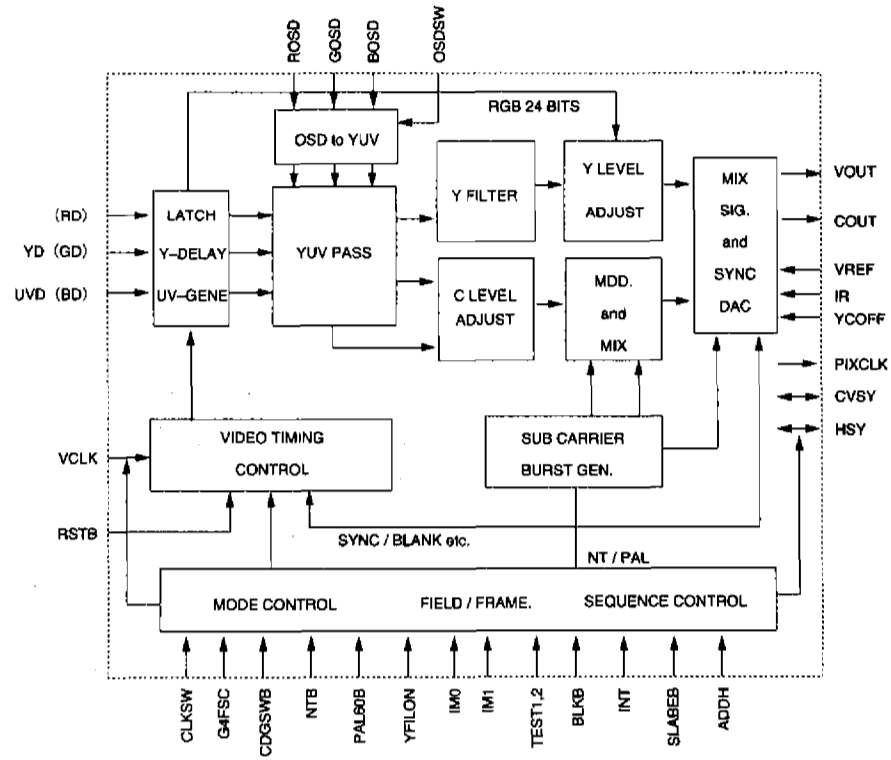 ROSD
GOSD
BOSD
OSDSW
RGB 24 BITS
OSD to YUV
(RD)
YD (GD)
UVD (BD)
LATCH
Y-DELAY
UV-GENE
YUV PASS
Y FILTER
Y LEVEL
ADJUST
C LEVEL
ADJUST
MDD.
and
MIX
MIX
SIG.
and
SYNC
DAC
VOUT
COUT
VREF
IR
YCOFF
PIXCLK
CVSY
HSY
VCLK
RSTB
VIDEO TIMING
CONTROL
SUB CARRIER
BURST GEN.
SYNC / BLANK etc.
NT / PAL
MODE CONTROL FIELD / FRAME. SEQUENCE CONTROL
CLKSW
G4FSC
CDGSWB
NTB
PAL60B
YFILON
IM0
IM1
TEST1,2
BLKB
INT
SLABEB
ADDH